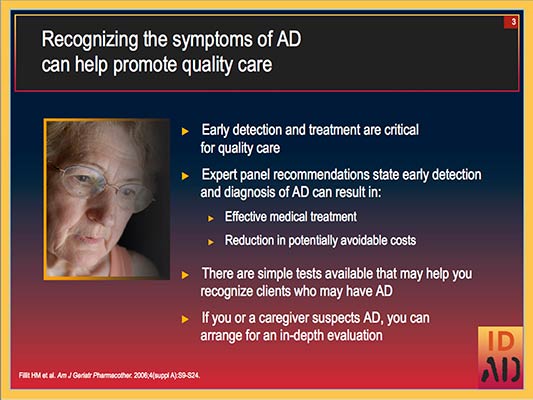 3
Recognizing the symptoms of AD
can help promote quality care
Early detection and treatment are critical
for quality care
Expert panel recommendations state early detection
and diagnosis of AD can result in:
Effective medical treatment
Reduction in potentially avoidable costs
There are simple tests available that may help you
recognize clients who may have AD
If you or a caregiver suspects AD, you can
arrange for an in-depth evaluation
Fillit HM et al. Am J Geriatr Pharmacother. 2006;4(suppl A):S9-S24.
ID
AD